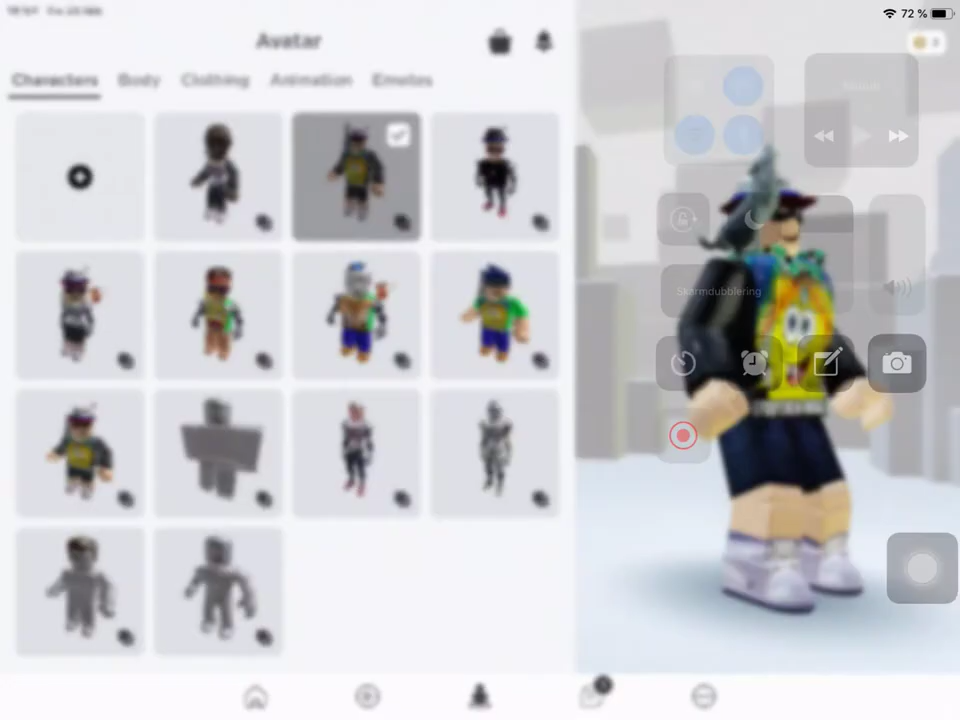 72 %
Avatar
Characters Body Clothing Animation Emotes
Skärmdubblering